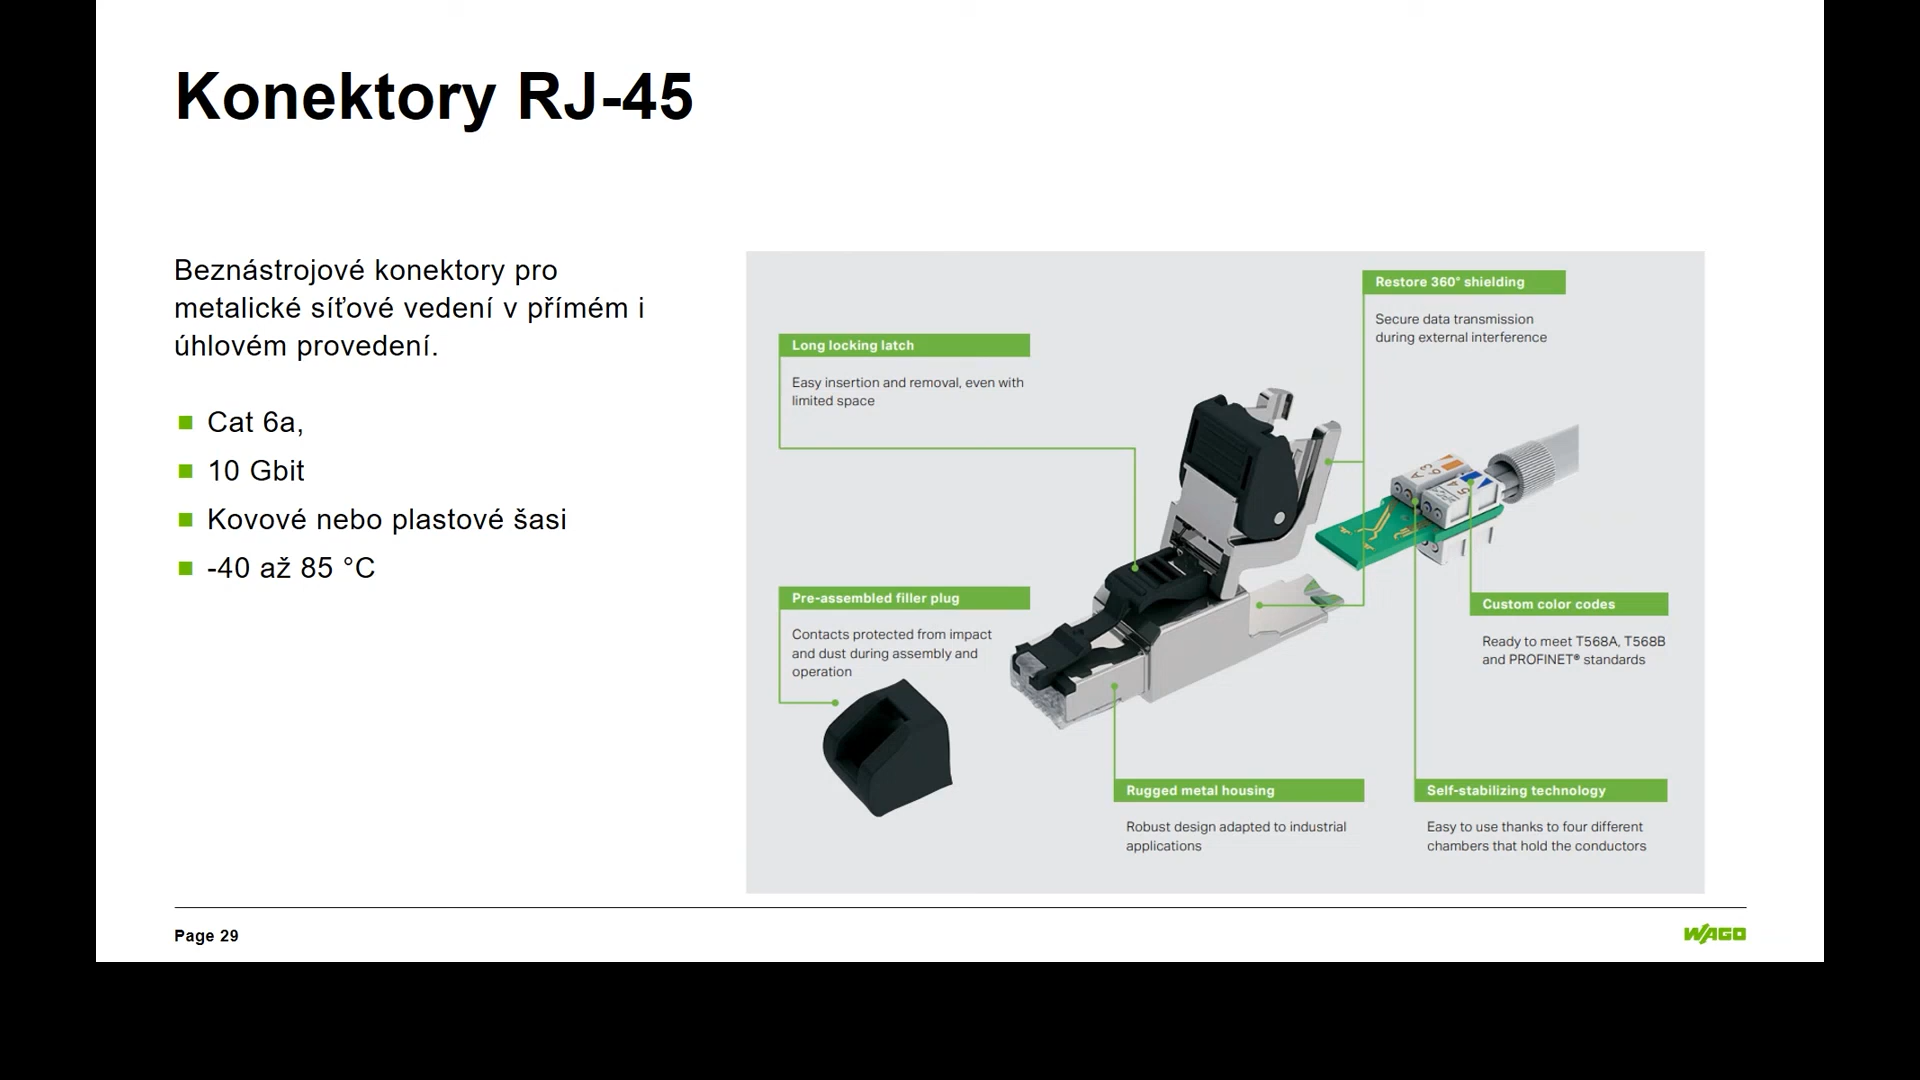 Konektory RJ-45
Beznástrojové konektory pro
metalické síťové vedení v přímém i
úhlovém provedení.
Cat 6a,
10 Gbit
Kovové nebo plastové šasi
-40 až 85 °C
Restore 360° shielding
Secure data transmission
during external interference
Long locking latch
Easy insertion and removal, even with
limited space
Pre-assembled filler plug
Contacts protected from impact
and dust during assembly and
operation
Custom color codes
Ready to meet T568A, T568B
and PROFINET® standards
Rugged metal housing
Robust design adapted to industrial
applications
Self-stabilizing technology
Easy to use thanks to four different
chambers that hold the conductors
Page 29
WAGO